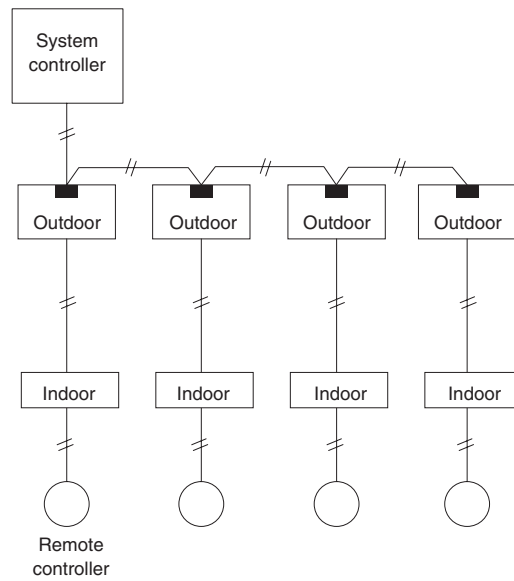 System
controller
Outdoor
Outdoor
Outdoor
Outdoor
Indoor
Indoor
Indoor
Indoor
Remote
controller